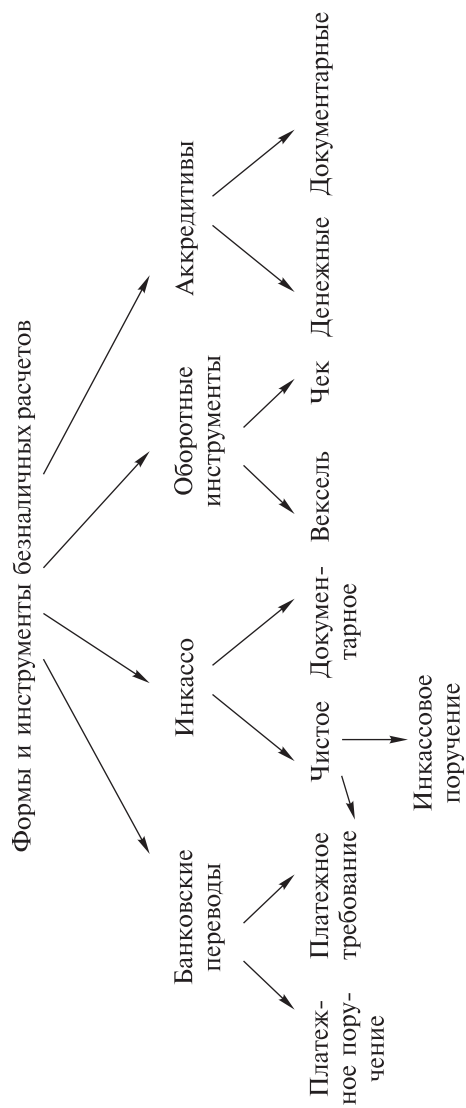 Формы и инструменты безналичных расчетов
Банковские
переводы
Инкассо
Оборотные
инструменты
Аккредитивы
Платеж-
ное пору-
чение
Платежное
требование
Чистое
Докумен-
тарное
Вексель
Чек
Денежные
Документарные
Инкассовое
поручение